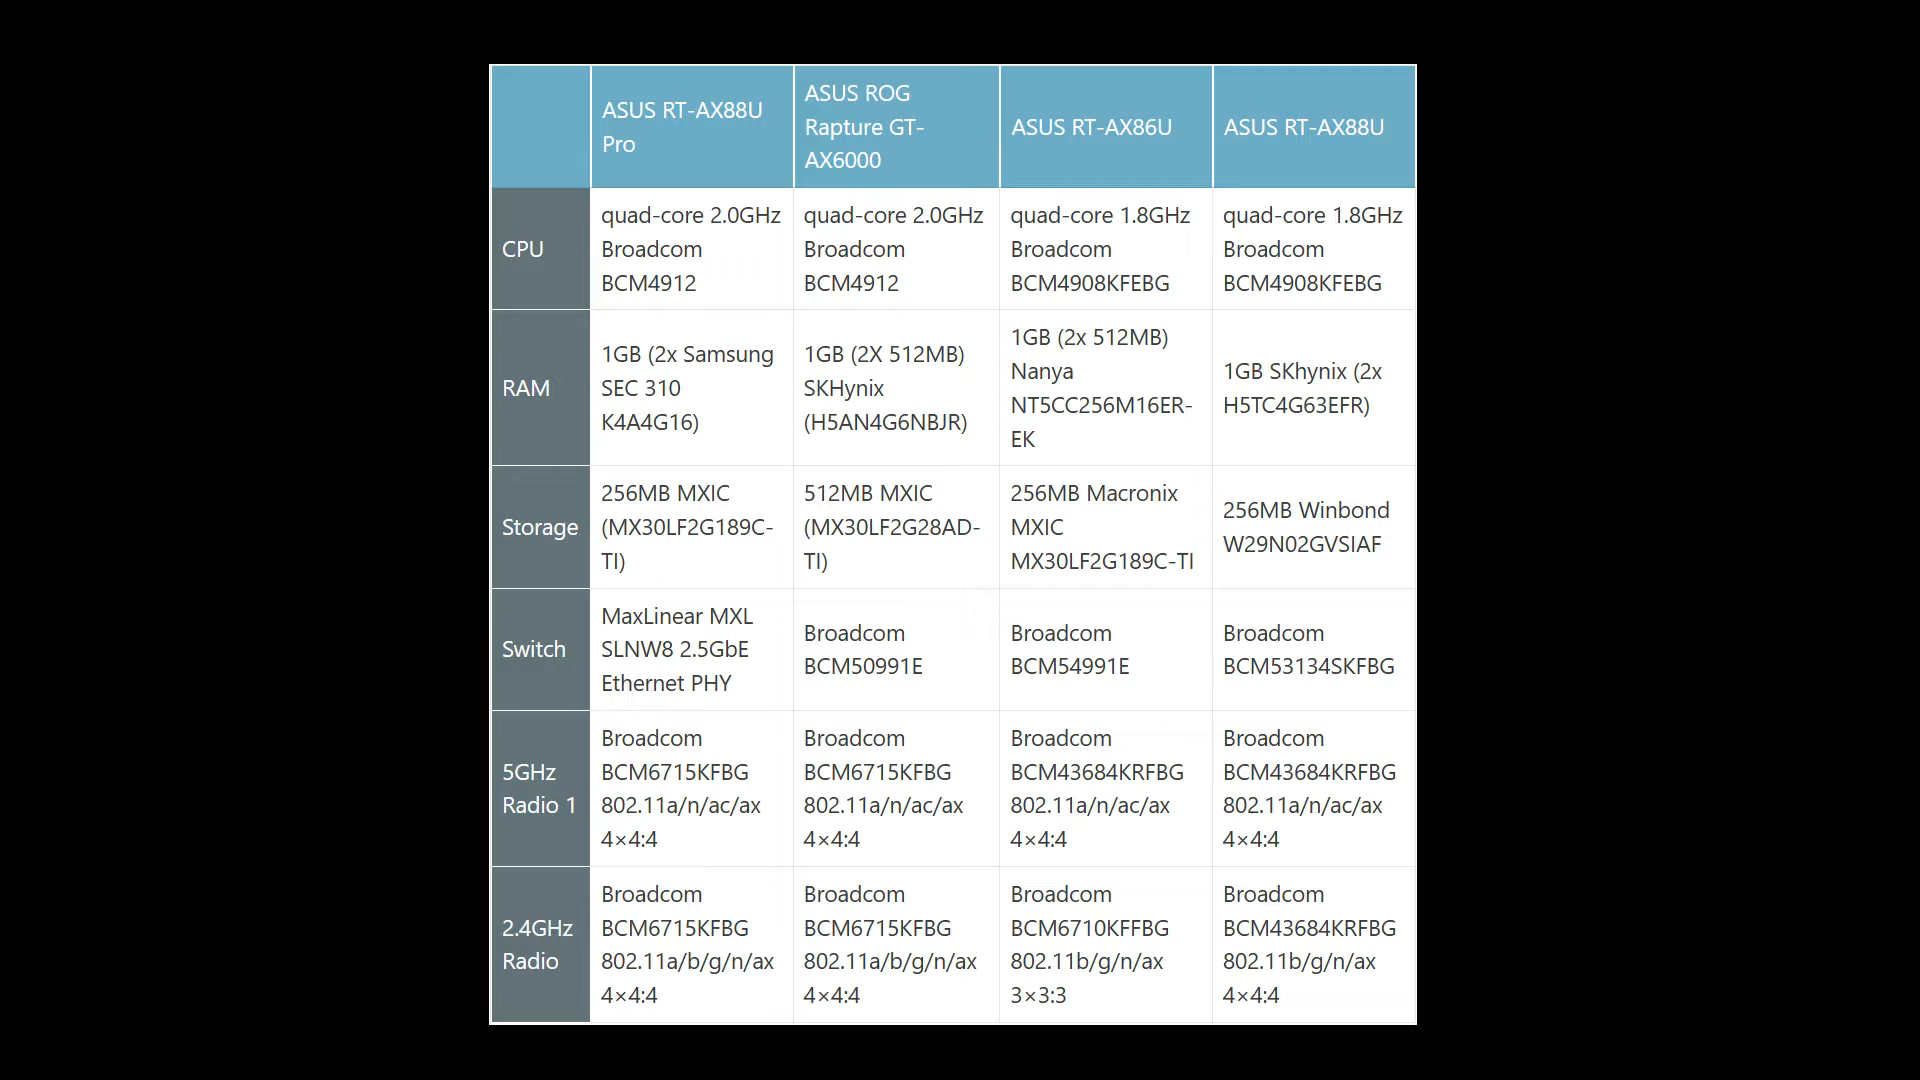 ASUS RT-AX88U
Pro
ASUS ROG
Rapture GT-
AX6000
ASUS RT-AX86U
ASUS RT-AX88U
CPU
quad-core 2.0GHz
Broadcom
BCM4912
quad-core 2.0GHz
Broadcom
BCM4912
quad-core 1.8GHz
Broadcom
BCM4908KFEBG
quad-core 1.8GHz
Broadcom
BCM4908KFEBG
RAM
1GB (2x Samsung
SEC 310
K4A4G16)
1GB (2X 512MB)
SKHynix
(H5AN4G6NBJR)
1GB (2x 512MB)
Nanya
NT5CC256M16ER-
EK
1GB SKhynix (2x
H5TC4G63EFR)
Storage
256MB MXIC
(MX30LF2G189C-
TI)
512MB MXIC
(MX30LF2G28AD-
TI)
256MB Macronix
MXIC
MX30LF2G189C-TI
256MB Winbond
W29N02GVSIAF
Switch
MaxLinear MXL
SLNW8 2.5GbE
Ethernet PHY
Broadcom
BCM50991E
Broadcom
BCM54991E
Broadcom
BCM53134SKFBG
5GHz
Radio 1
Broadcom
BCM6715KFBG
802.11a/n/ac/ax
4×4:4
Broadcom
BCM6715KFBG
802.11a/n/ac/ax
4×4:4
Broadcom
BCM43684KRFBG
802.11a/n/ac/ax
4×4:4
Broadcom
BCM43684KRFBG
802.11a/n/ac/ax
4×4:4
2.4GHz
Radio
Broadcom
BCM6715KFBG
802.11a/b/g/n/ax
4×4:4
Broadcom
BCM6715KFBG
802.11a/b/g/n/ax
4×4:4
Broadcom
BCM6710KFFBG
802.11b/g/n/ax
3×3:3
Broadcom
BCM43684KRFBG
802.11b/g/n/ax
4×4:4